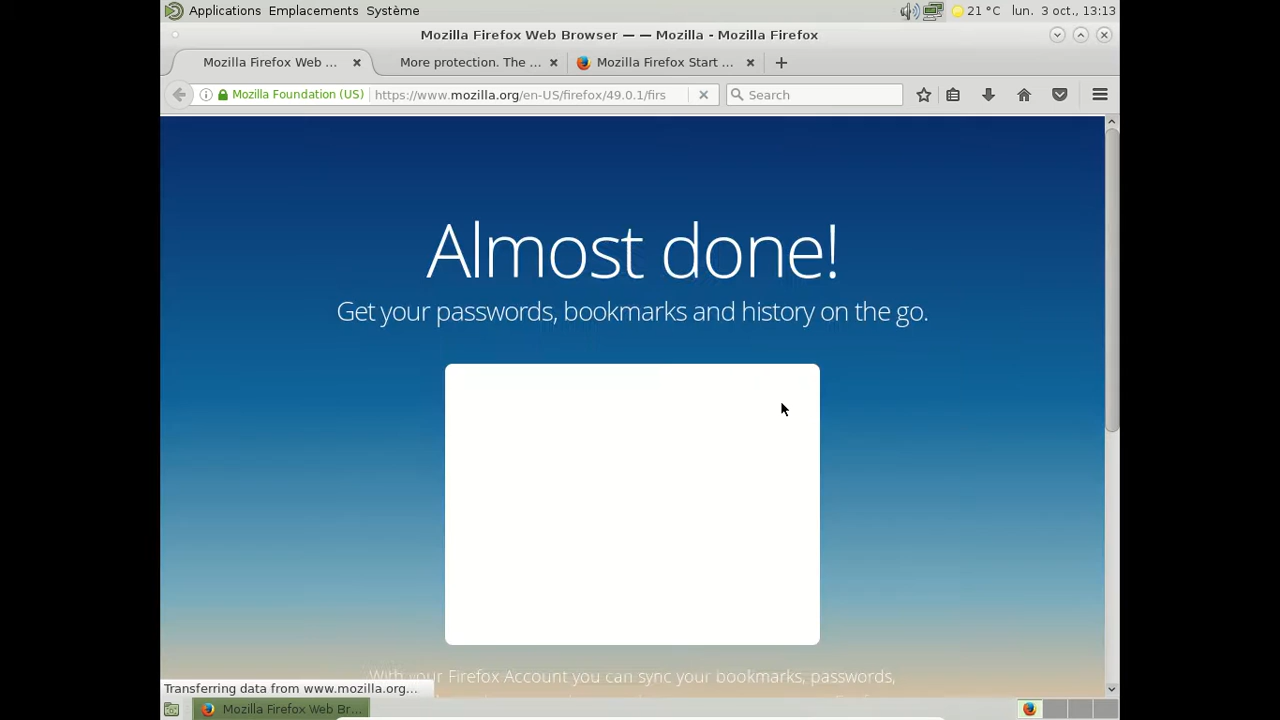 Applications Emplacements Système
21 °C lun. 3 oct., 13:13
Mozilla Firefox Web Browser — — Mozilla - Mozilla Firefox
Mozilla Firefox Web ...
More protection. The ...
Mozilla Firefox Start ...
Mozilla Foundation (US)
https://www.mozilla.org/en-US/firefox/49.0.1/firs
Search
Almost done!
Get your passwords, bookmarks and history on the go.
With your Firefox Account you can sync your bookmarks, passwords,
Transferring data from www.mozilla.org...
Mozilla Firefox Web Br...